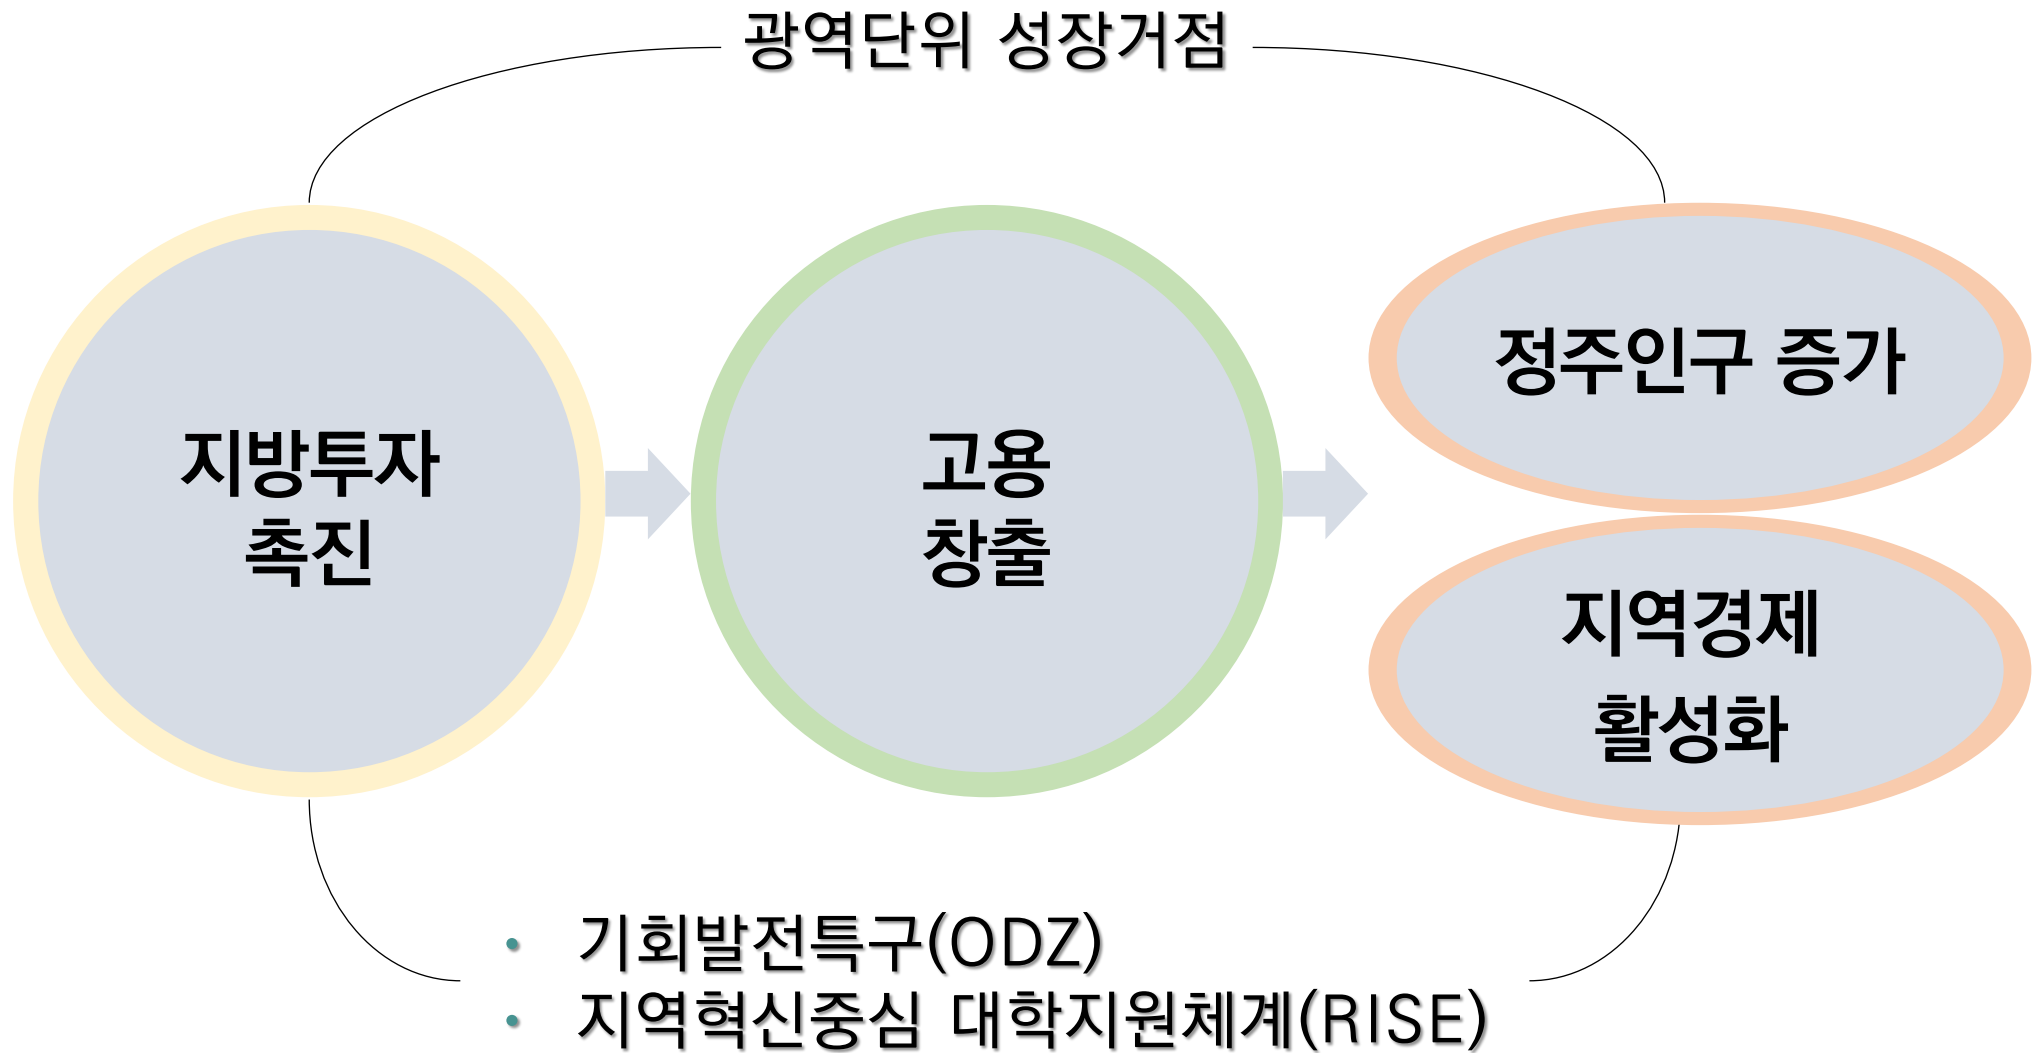 광역단위 성장거점
지방투자
촉진
고용
창출
정주인구 증가
지역경제
활성화
• 기회발전특구(ODZ)
• 지역혁신중심 대학지원체계(RISE)